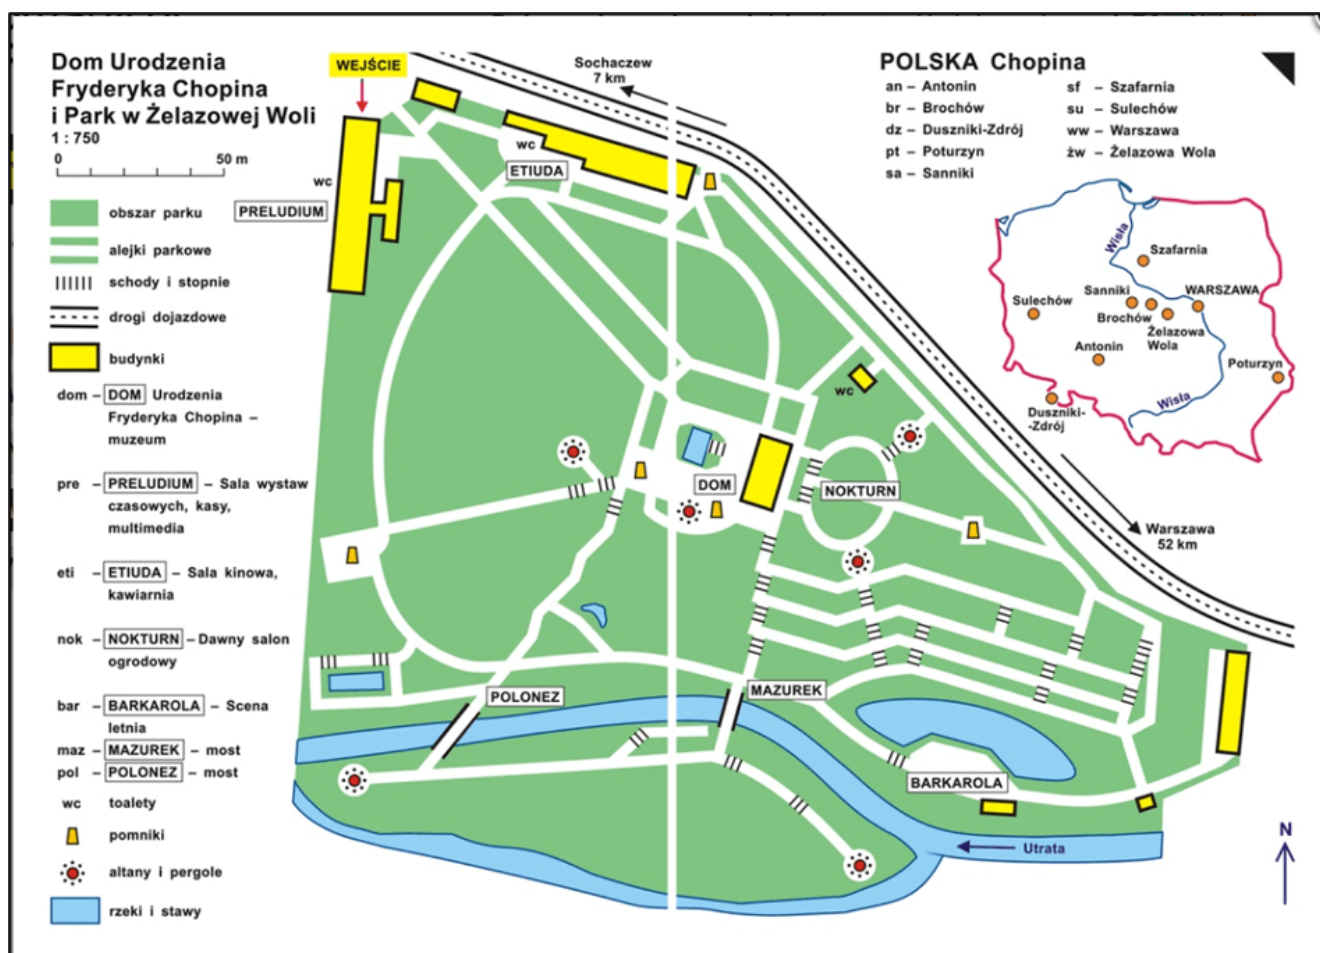 Dom Urodzenia
Fryderyka Chopina
i Park w Żelazowej Woli
1 : 750
0 50 m
obszar parku
alejki parkowe
schody i stopnie
drogi dojazdowe
budynki
dom – DOM Urodzenia
Fryderyka Chopina –
muzeum
pre – PRELUDIUM – Sala wystaw
czasowych, kasy,
multimedia
eti – ETIUDA – Sala kinowa,
kawiarnia
nok – NOKTURN – Dawny salon
ogrodowy
bar – BARKAROLA – Scena
letnia
maz – MAZUREK – most
pol – POLONEZ – most
wc toalety
pomniki
altany i pergole
rzeki i stawy
WEJŚCIE
Sochaczew
7 km
wc
ETIUDA
wc
PRELUDIUM
wc
DOM
NOKTURN
POLONEZ
MAZUREK
BARKAROLA
Utrata
Warszawa
52 km
N
POLSKA Chopina
an – Antonin
br – Brochów
dz – Duszniki-Zdrój
pt – Poturzyn
sa – Sanniki
sf – Szafarnia
su – Sulechów
ww – Warszawa
żw – Żelazowa Wola
Wisła
Szafarnia
Sanniki
WARSZAWA
Sulechów
Brochów
Żelazowa
Wola
Antonin
Poturzyn
Wisła
Duszniki-
-Zdrój